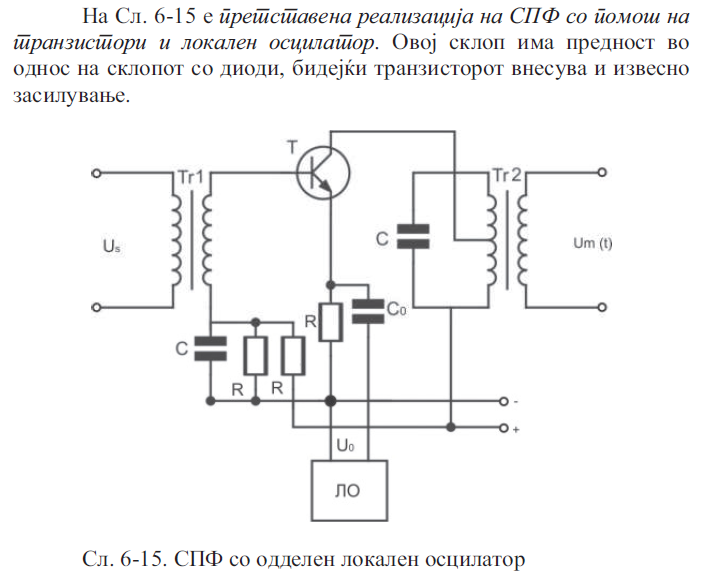 На Сл. 6-15 е претставена реализација на СПФ со помош на
транзистори и локален осцилатор. Овој склоп има предност во
однос на склопот со диоди, бидејќи транзисторот внесува и извесно
засилување.
T
Tr1
Tr2
C
Us
Um (t)
R
C0
C
R
R
-
+
U0
ЛО
Сл. 6-15. СПФ со одделен локален осцилатор